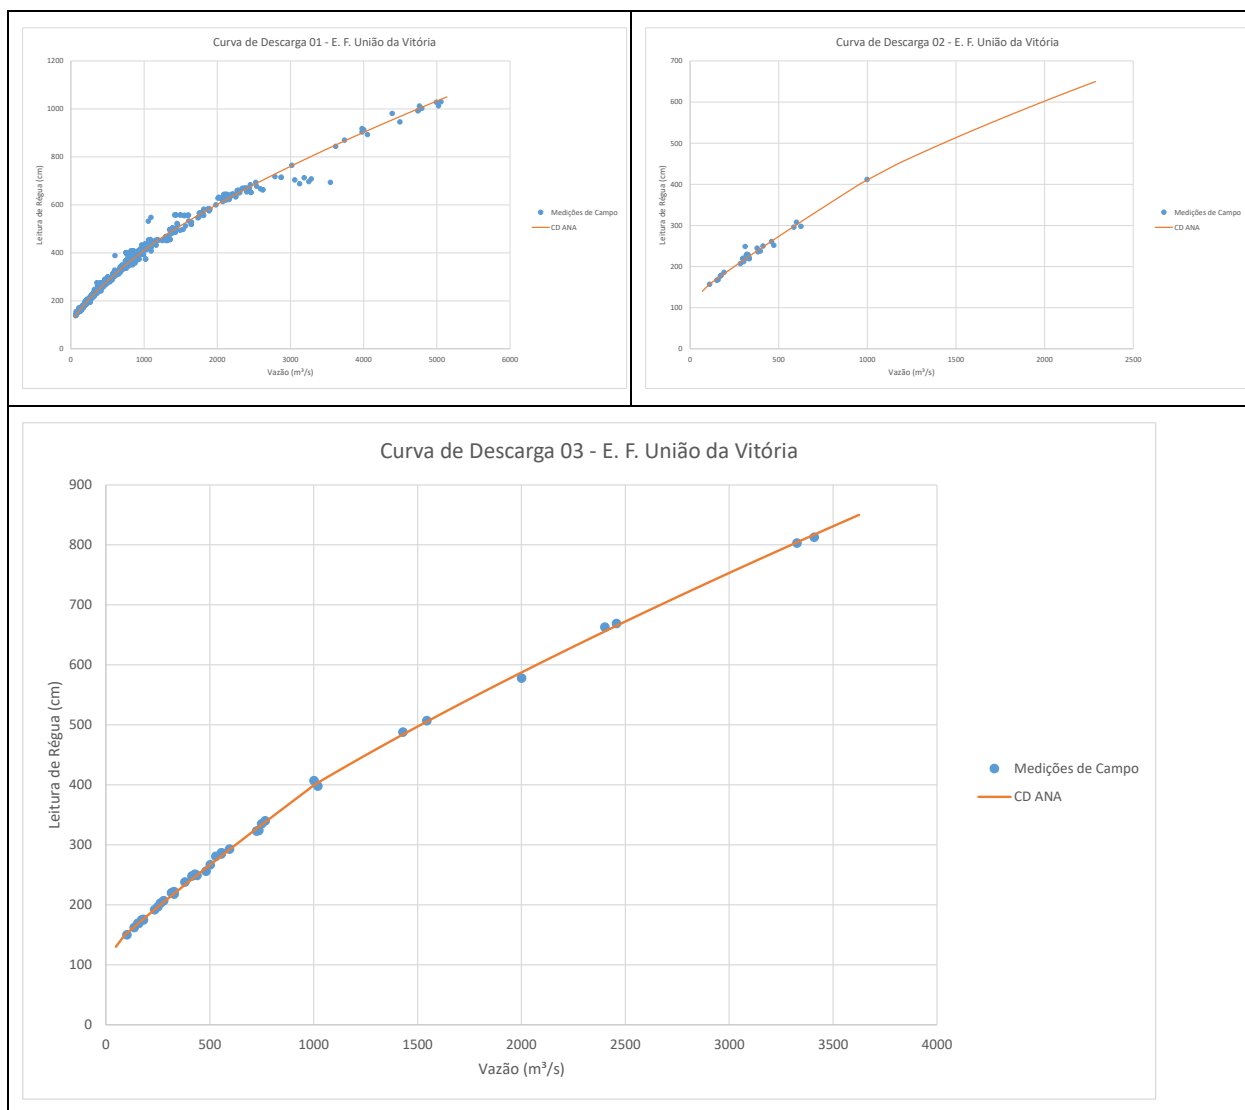 Curva de Descarga 01 - E. F. União da Vitória
1200
1000
800
600
400
200
0
0 1000 2000 3000 4000 5000 6000
Leitura de Régua (cm)
Vazão (m³/s)
Medições de Campo
CD ANA
Curva de Descarga 02 - E. F. União da Vitória
700
600
500
400
300
200
100
0
0 500 1000 1500 2000 2500
Leitura de Régua (cm)
Vazão (m³/s)
Medições de Campo
CD ANA
Curva de Descarga 03 - E. F. União da Vitória
900
800
700
600
500
400
300
200
100
0
0 500 1000 1500 2000 2500 3000 3500 4000
Leitura de Régua (cm)
Vazão (m³/s)
Medições de Campo
CD ANA